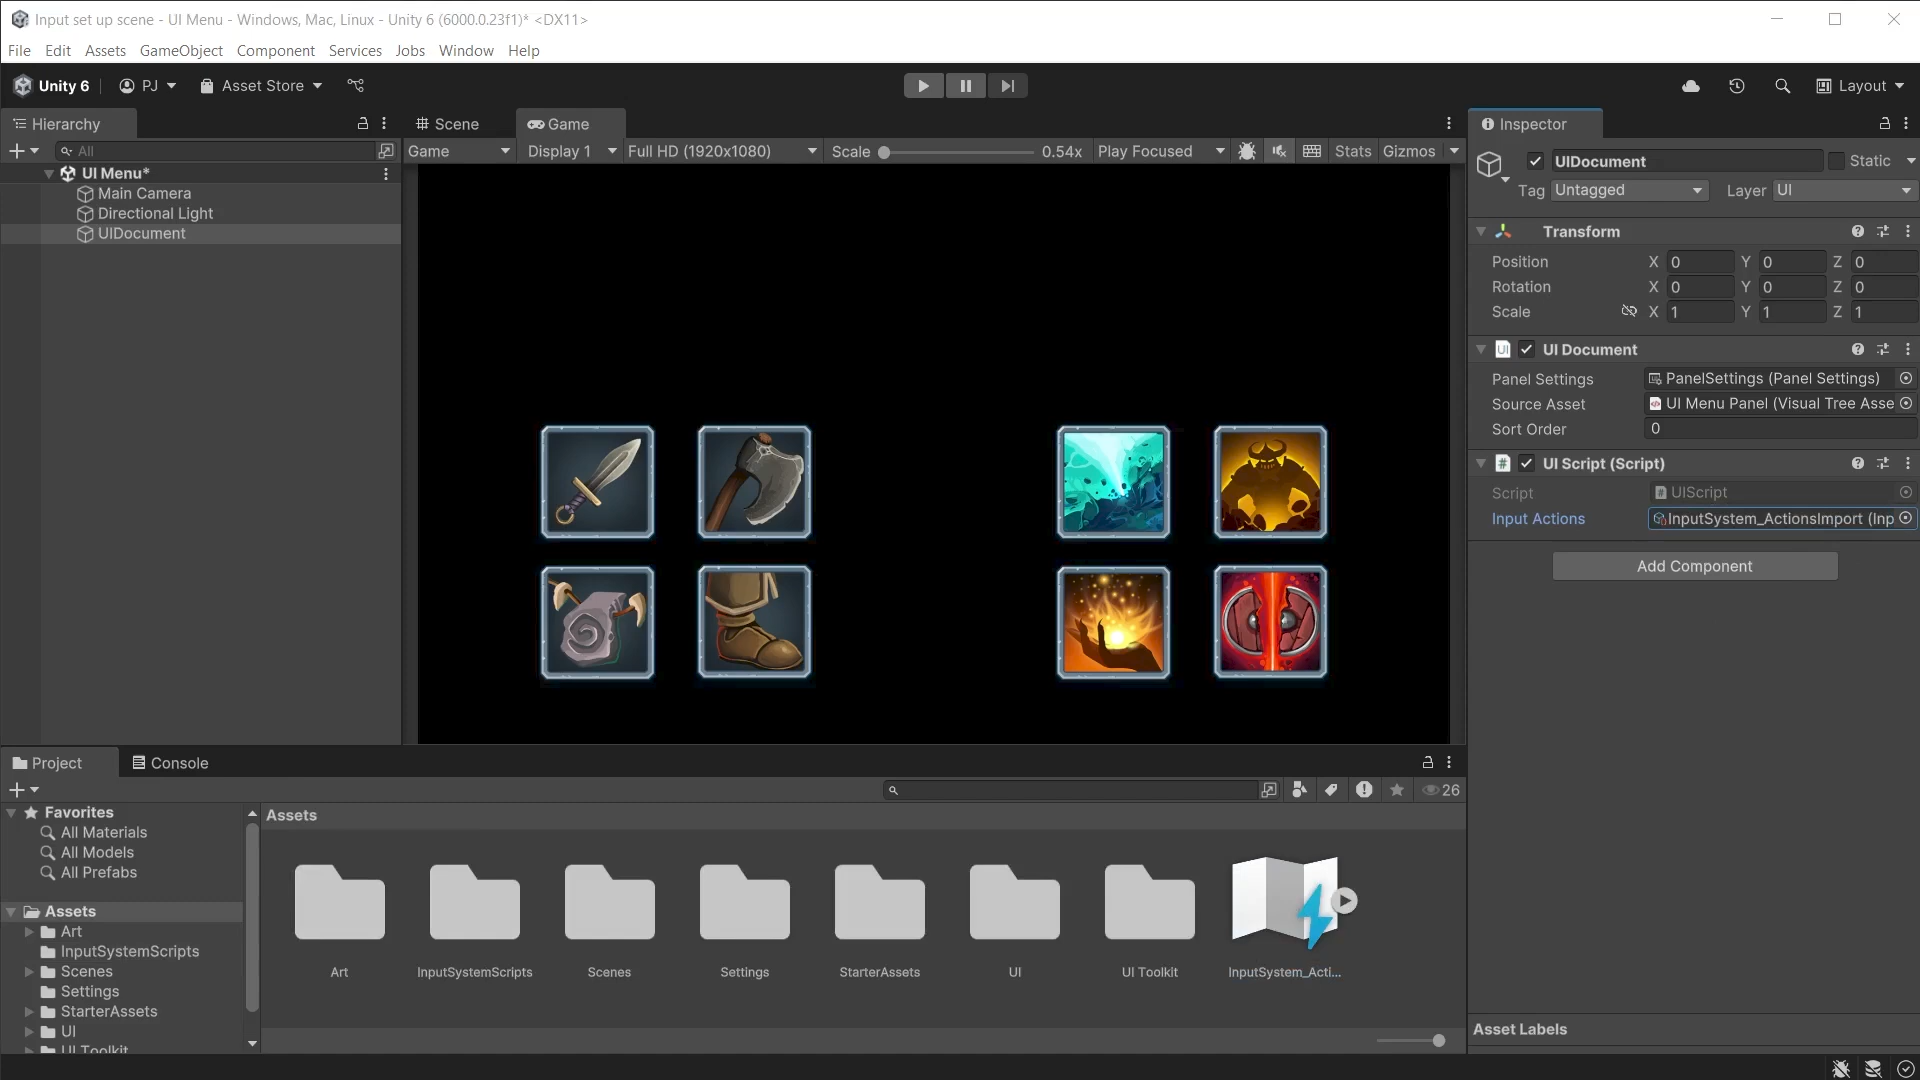 Input set up scene - UI Menu - Windows, Mac, Linux - Unity 6 (6000.0.23f1)* <DX11>
File Edit Assets GameObject Component Services Jobs Window Help
Unity 6 PJ Asset Store Layout
Hierarchy
All
UI Menu*
Main Camera
Directional Light
UIDocument
Scene Game
Game Display 1 Full HD (1920x1080) Scale 0.54x Play Focused Stats Gizmos
Inspector
UIDocument Static
Tag Untagged Layer UI
Transform
Position X 0 Y 0 Z 0
Rotation X 0 Y 0 Z 0
Scale X 1 Y 1 Z 1
UI Document
Panel Settings PanelSettings (Panel Settings)
Source Asset UI Menu Panel (Visual Tree Asse
Sort Order 0
UI Script (Script)
Script UIScript
Input Actions InputSystem_ActionsImport (Inp
Add Component
Project Console
26
Favorites
All Materials
All Models
All Prefabs
Assets
Art
InputSystemScripts
Scenes
Settings
StarterAssets
UI
UI Toolkit
Assets
Art InputSystemScripts Scenes Settings StarterAssets UI UI Toolkit InputSystem_Acti...
Asset Labels